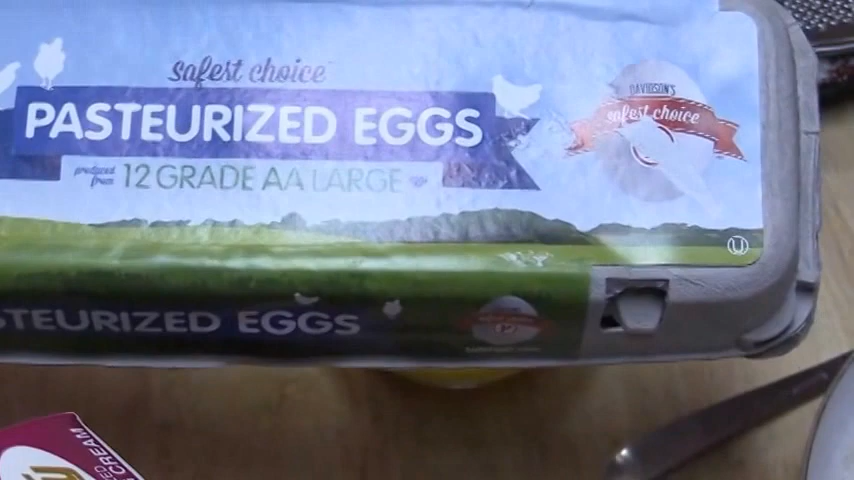 safest choice
PASTEURIZED EGGS
produced from 12 GRADE AA LARGE
DAVIDSON'S
safest choice
U
STEURIZED EGGS
CREAM